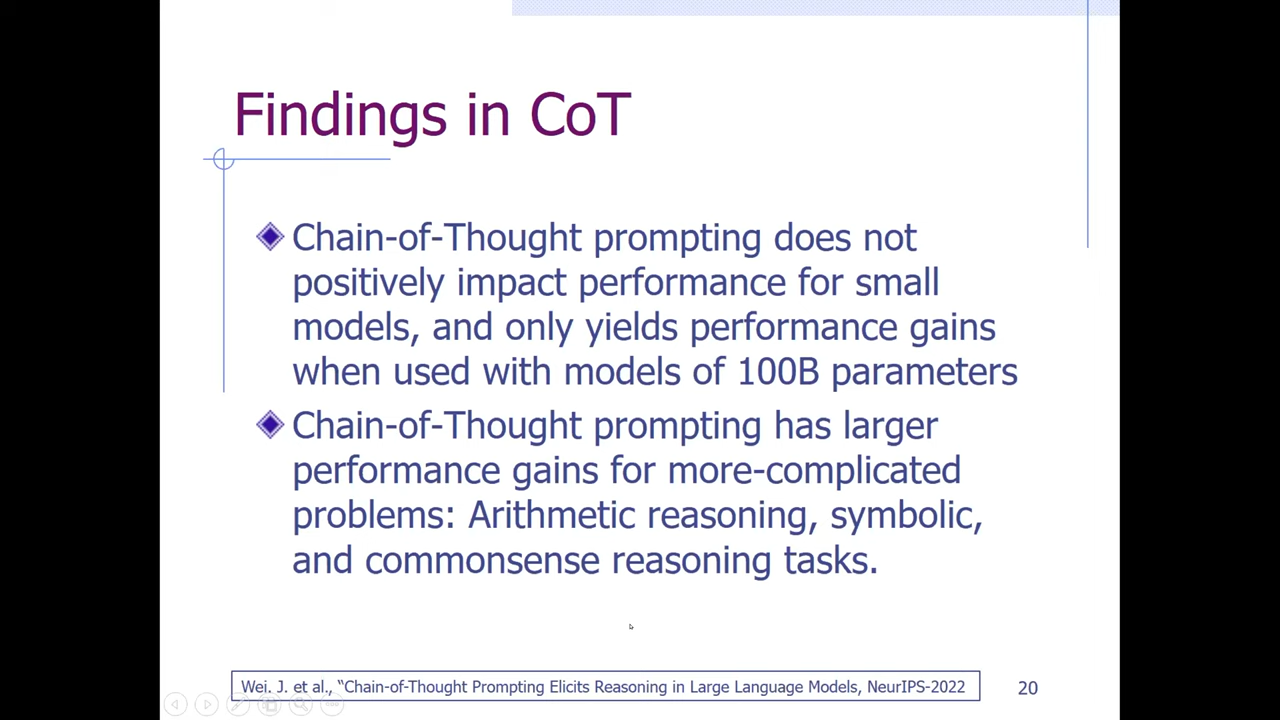 Findings in CoT
Chain-of-Thought prompting does not
positively impact performance for small
models, and only yields performance gains
when used with models of 100B parameters
Chain-of-Thought prompting has larger
performance gains for more-complicated
problems: Arithmetic reasoning, symbolic,
and commonsense reasoning tasks.
Wei. J. et al., “Chain-of-Thought Prompting Elicits Reasoning in Large Language Models, NeurIPS-2022
20